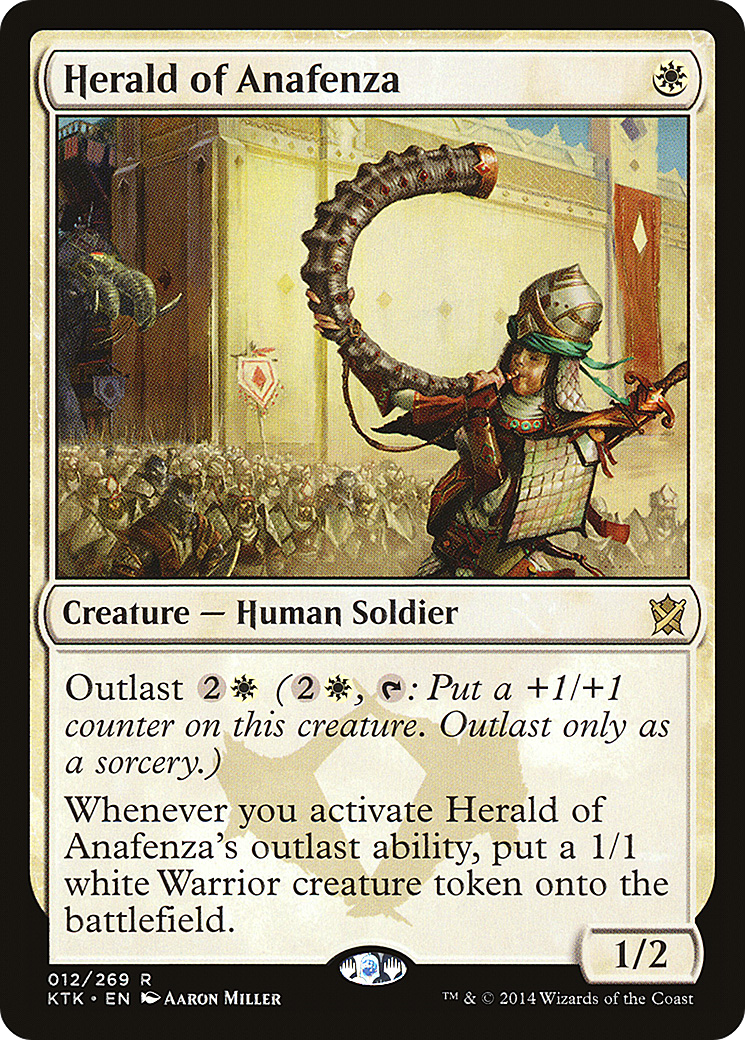 Herald of Anafenza
Creature — Human Soldier
Outlast 2 (2, : Put a +1/+1
counter on this creature. Outlast only as
a sorcery.)
Whenever you activate Herald of
Anafenza's outlast ability, put a 1/1
white Warrior creature token onto the
battlefield.
1/2
012/269 R
KTK • EN Aaron Miller
™ & © 2014 Wizards of the Coast